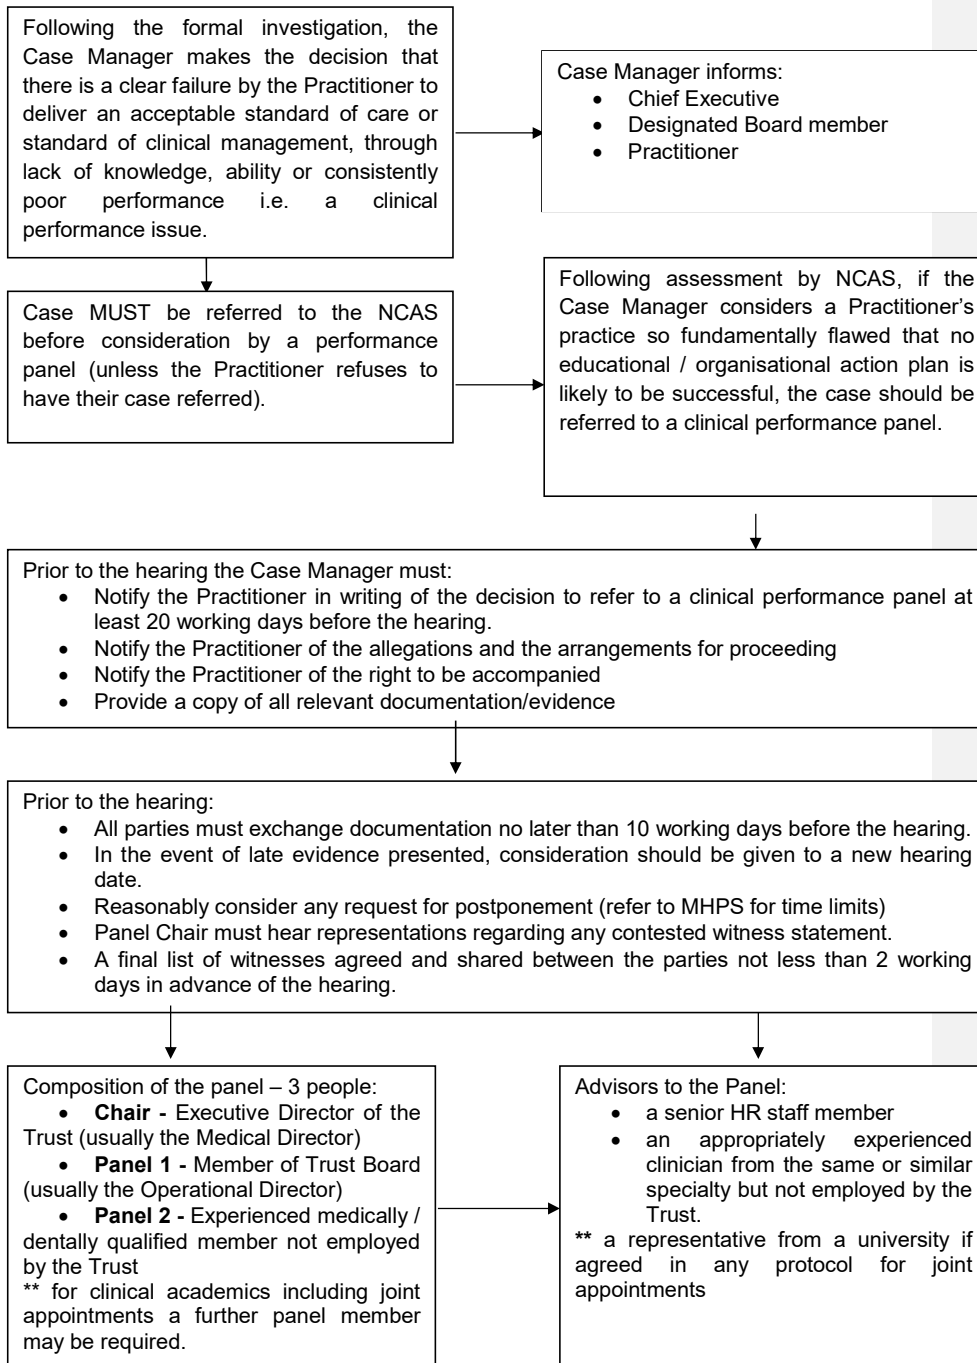 Following the formal investigation, the
Case Manager makes the decision that
there is a clear failure by the Practitioner to
deliver an acceptable standard of care or
standard of clinical management, through
lack of knowledge, ability or consistently
poor performance i.e. a clinical
performance issue.
Case Manager informs:
• Chief Executive
• Designated Board member
• Practitioner
Case MUST be referred to the NCAS
before consideration by a performance
panel (unless the Practitioner refuses to
have their case referred).
Following assessment by NCAS, if the
Case Manager considers a Practitioner’s
practice so fundamentally flawed that no
educational / organisational action plan is
likely to be successful, the case should be
referred to a clinical performance panel.
Prior to the hearing the Case Manager must:
• Notify the Practitioner in writing of the decision to refer to a clinical performance panel at
least 20 working days before the hearing.
• Notify the Practitioner of the allegations and the arrangements for proceeding
• Notify the Practitioner of the right to be accompanied
• Provide a copy of all relevant documentation/evidence
Prior to the hearing:
• All parties must exchange documentation no later than 10 working days before the hearing.
• In the event of late evidence presented, consideration should be given to a new hearing
date.
• Reasonably consider any request for postponement (refer to MHPS for time limits)
• Panel Chair must hear representations regarding any contested witness statement.
• A final list of witnesses agreed and shared between the parties not less than 2 working
days in advance of the hearing.
Composition of the panel – 3 people:
• Chair - Executive Director of the
Trust (usually the Medical Director)
• Panel 1 - Member of Trust Board
(usually the Operational Director)
• Panel 2 - Experienced medically /
dentally qualified member not employed
by the Trust
** for clinical academics including joint
appointments a further panel member
may be required.
Advisors to the Panel:
• a senior HR staff member
• an appropriately experienced
clinician from the same or similar
specialty but not employed by the
Trust.
** a representative from a university if
agreed in any protocol for joint
appointments